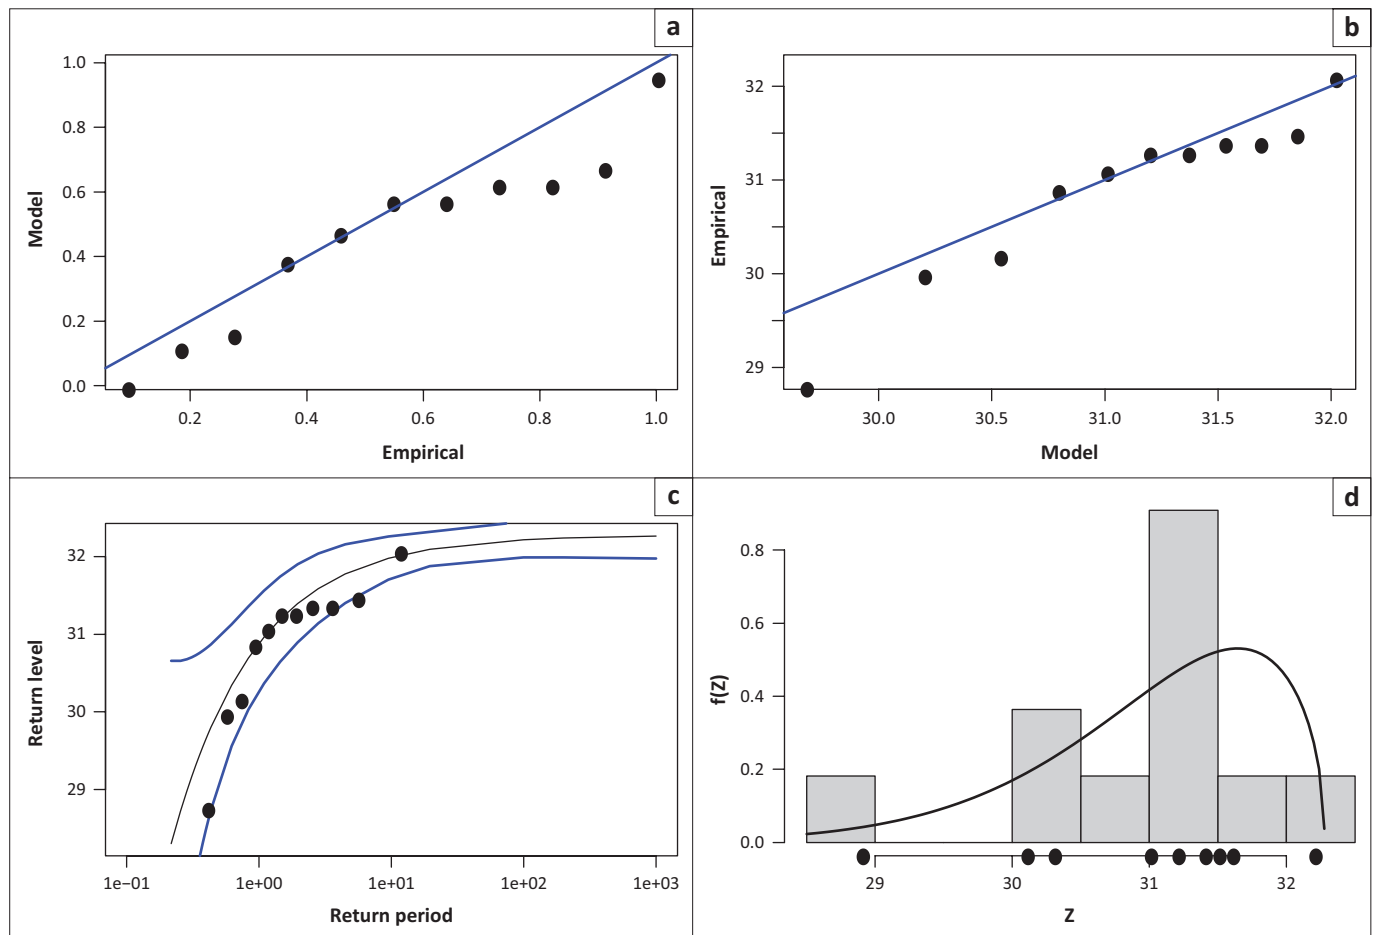 a
1.0
0.8
0.6
0.4
0.2
0.0
Model
0.2 0.4 0.6 0.8 1.0
Empirical
b
32
31
30
29
Empirical
30.0 30.5 31.0 31.5 32.0
Model
c
32
31
30
29
Return level
1e−01 1e+00 1e+01 1e+02 1e+03
Return period
d
0.8
0.6
0.4
0.2
0.0
f(Z)
29 30 31 32
Z